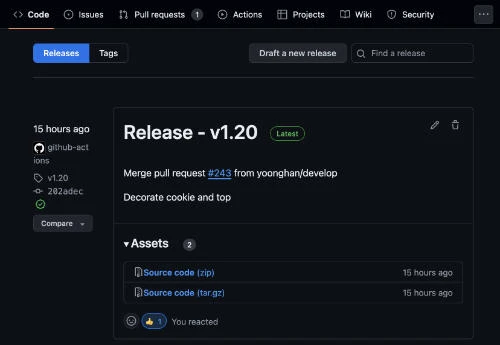 Code Issues Pull requests 1 Actions Projects Wiki Security ...
Releases Tags Draft a new release Find a release
15 hours ago
github-act
ions
v1.20
202adec
Compare
Release - v1.20 Latest
Merge pull request #243 from yoonghan/develop
Decorate cookie and top
Assets 2
Source code (zip) 15 hours ago
Source code (tar.gz) 15 hours ago
1 You reacted